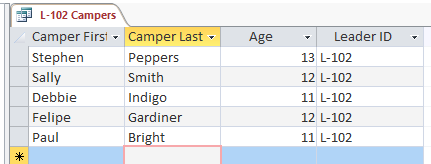 L-102 Campers
Camper First Camper Last Age Leader ID
Stephen Peppers 13 L-102
Sally Smith 12 L-102
Debbie Indigo 11 L-102
Felipe Gardiner 12 L-102
Paul Bright 11 L-102